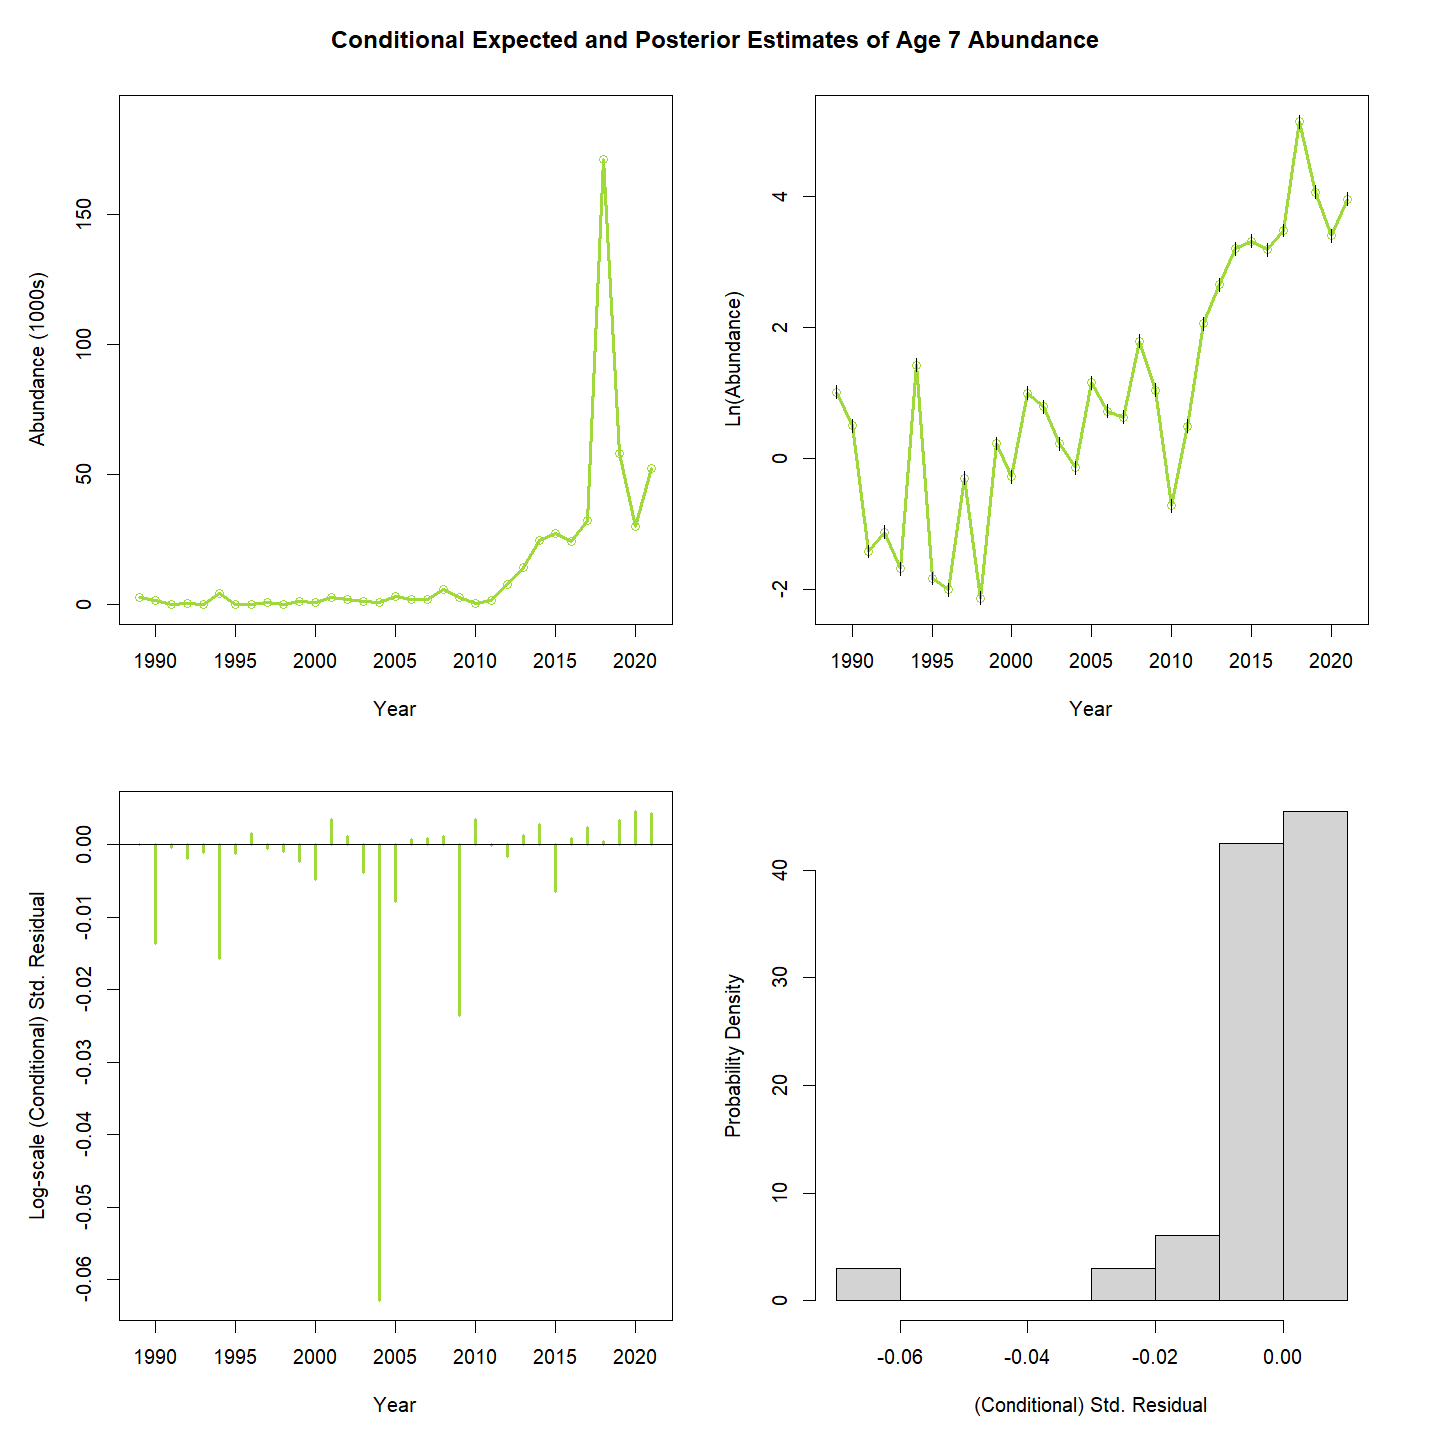 Conditional Expected and Posterior Estimates of Age 7 Abundance
Abundance (1000s)
150
100
50
0
1990 1995 2000 2005 2010 2015 2020
Year
Ln(Abundance)
4
2
0
-2
1990 1995 2000 2005 2010 2015 2020
Year
Log-scale (Conditional) Std. Residual
0.00
-0.01
-0.02
-0.03
-0.04
-0.05
-0.06
1990 1995 2000 2005 2010 2015 2020
Year
Probability Density
40
30
20
10
0
-0.06 -0.04 -0.02 0.00
(Conditional) Std. Residual